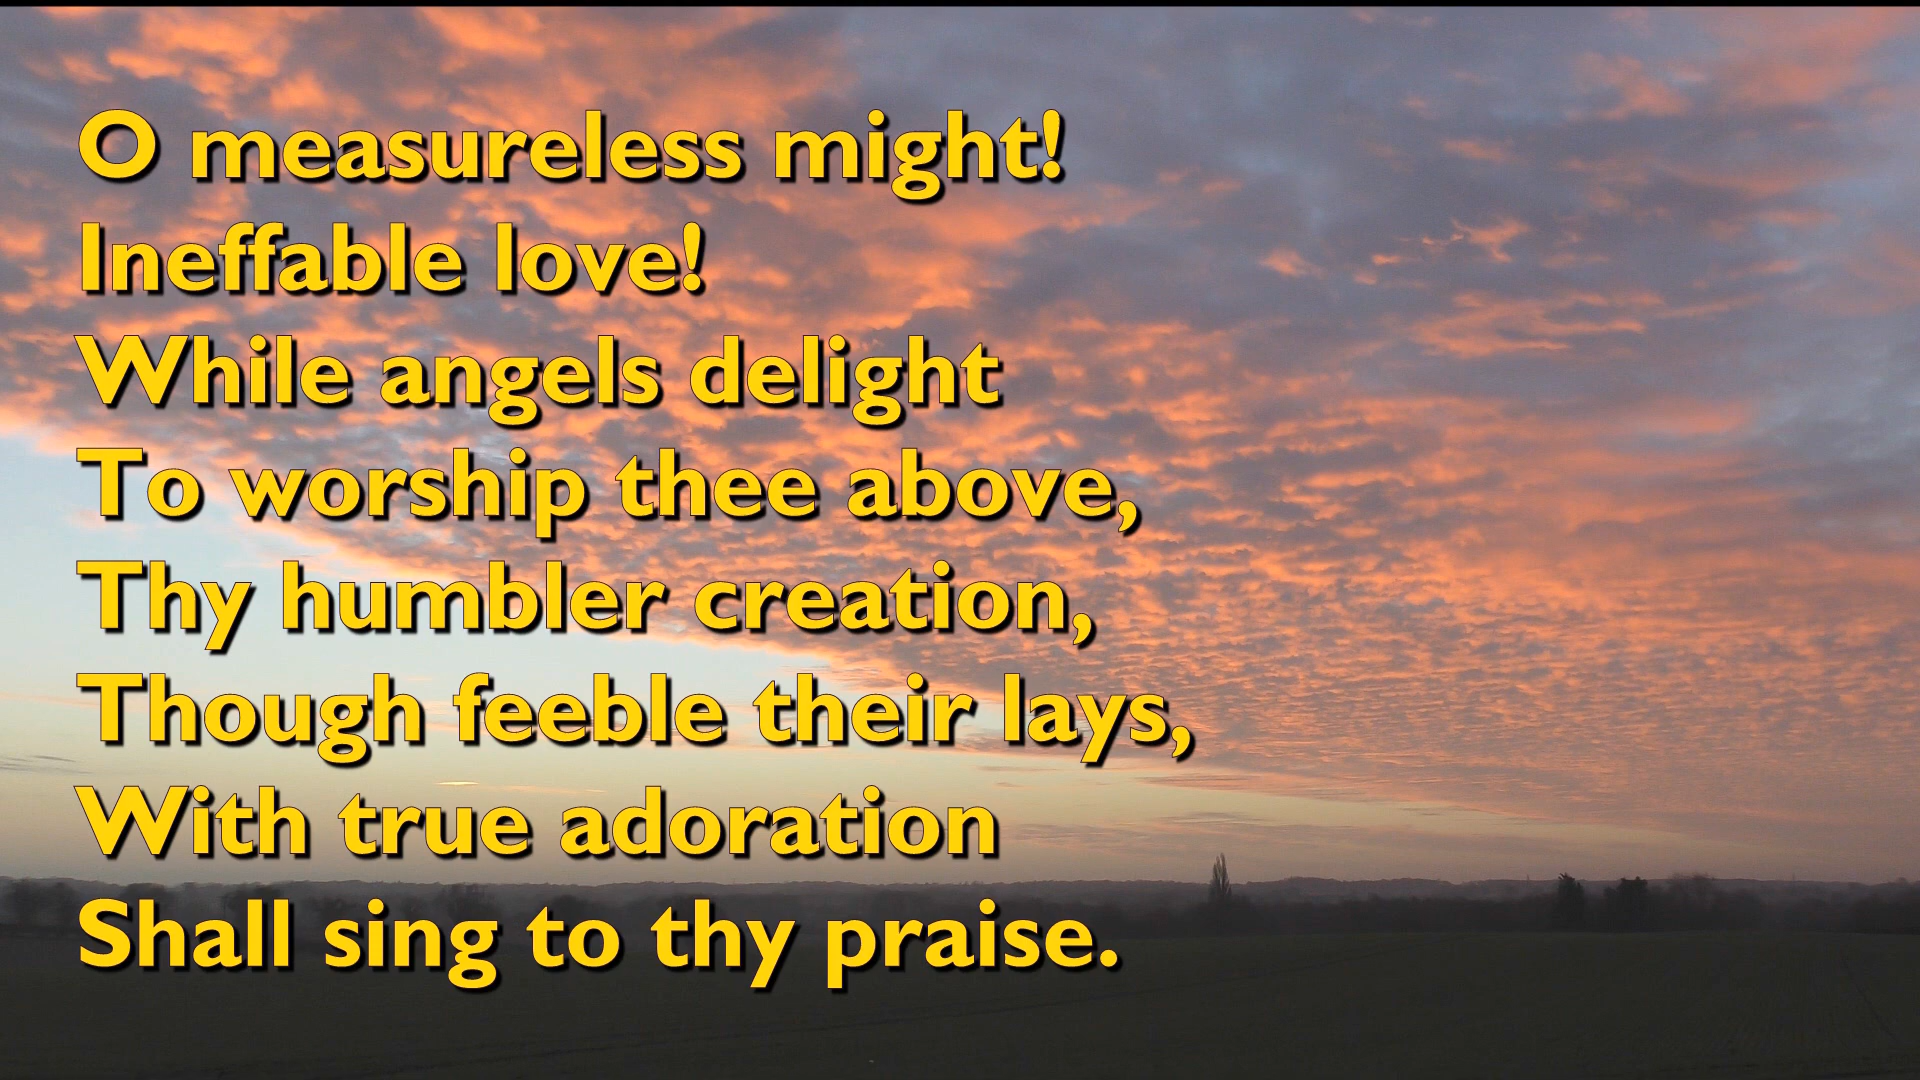 O measureless might!
Ineffable love!
While angels delight
To worship thee above,
Thy humbler creation,
Though feeble their lays,
With true adoration
Shall sing to thy praise.